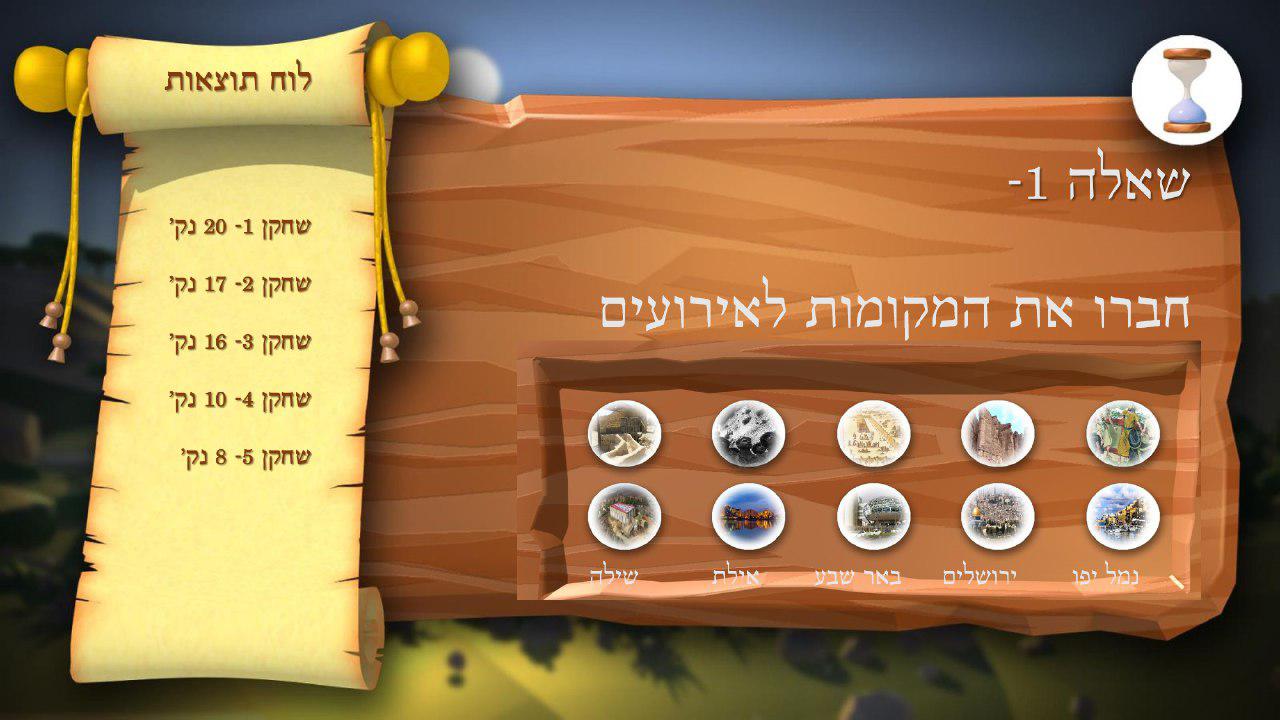 לוח תוצאות
שחקן 1- 20 נק'
שחקן 2- 17 נק'
שחקן 3- 16 נק'
שחקן 4- 10 נק'
שחקן 5- 8 נק'
שאלה 1-
חברו את המקומות לאירועים
נמל יפו ירושלים באר שבע אילת שילה